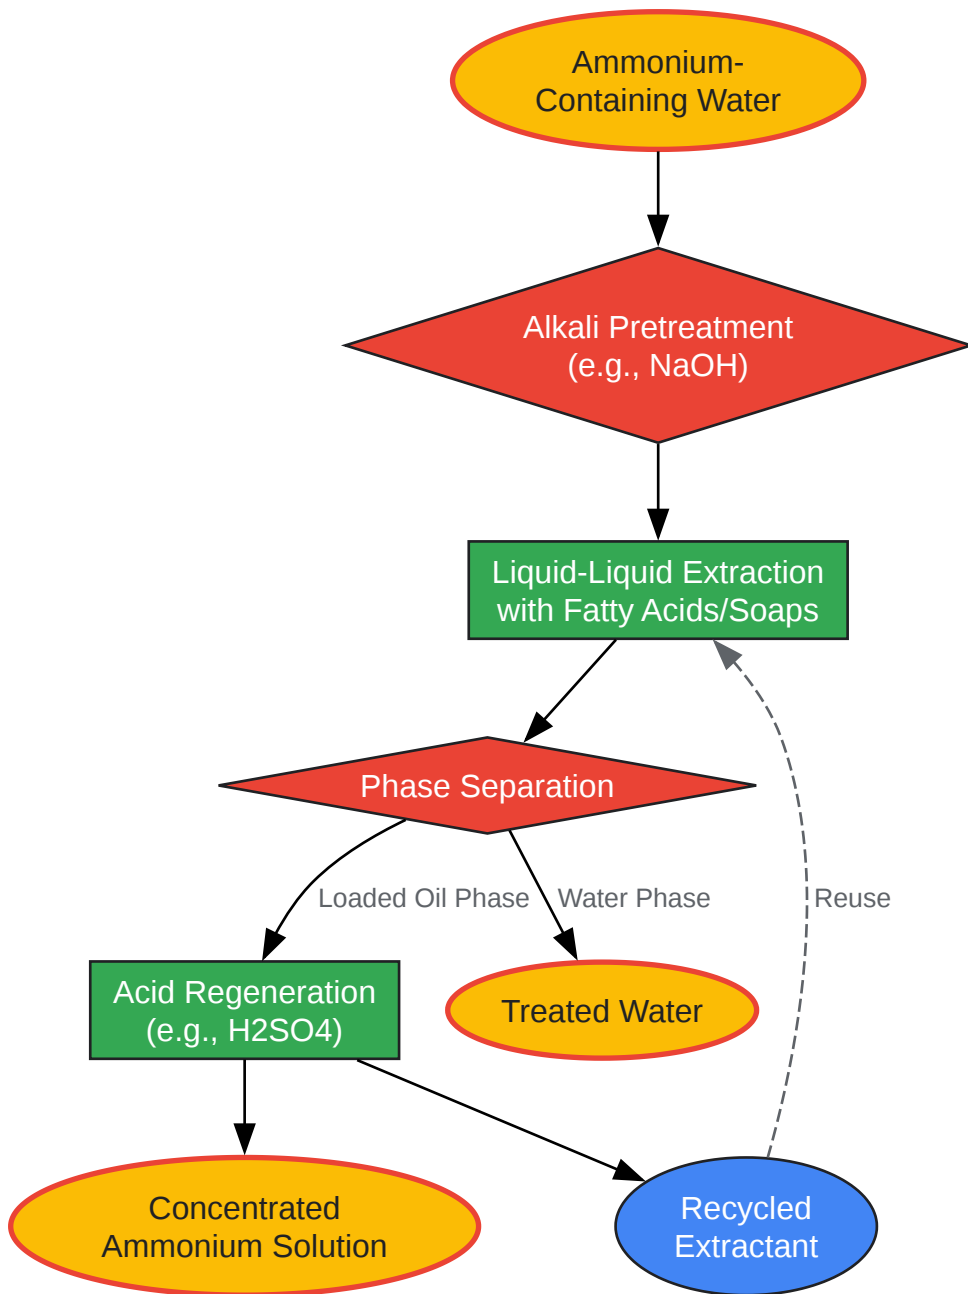 Ammonium-
Containing Water
Alkali Pretreatment
(e.g., NaOH)
Liquid-Liquid Extraction
with Fatty Acids/Soaps
Phase Separation
Loaded Oil Phase
Water Phase
Reuse
Acid Regeneration
(e.g., H2SO4)
Treated Water
Concentrated
Ammonium Solution
Recycled
Extractant